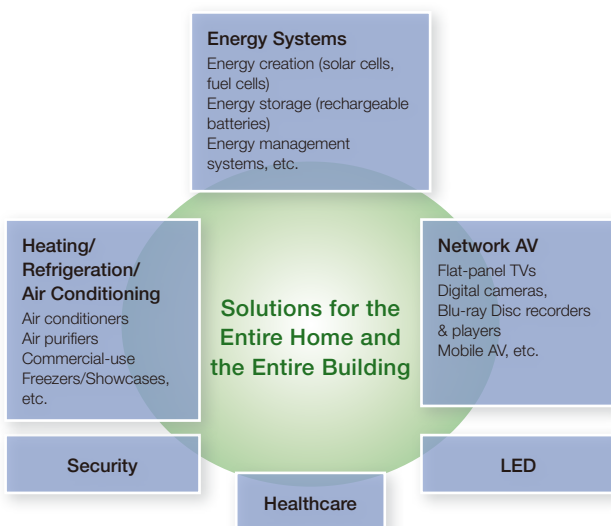 Energy Systems
Energy creation (solar cells,
fuel cells)
Energy storage (rechargeable
batteries)
Energy management
systems, etc.
Heating/
Refrigeration/
Air Conditioning
Air conditioners
Air purifiers
Commercial-use
Freezers/Showcases,
etc.
Solutions for the
Entire Home and
the Entire Building
Network AV
Flat-panel TVs
Digital cameras,
Blu-ray Disc recorders
& players
Mobile AV, etc.
Security
Healthcare
LED